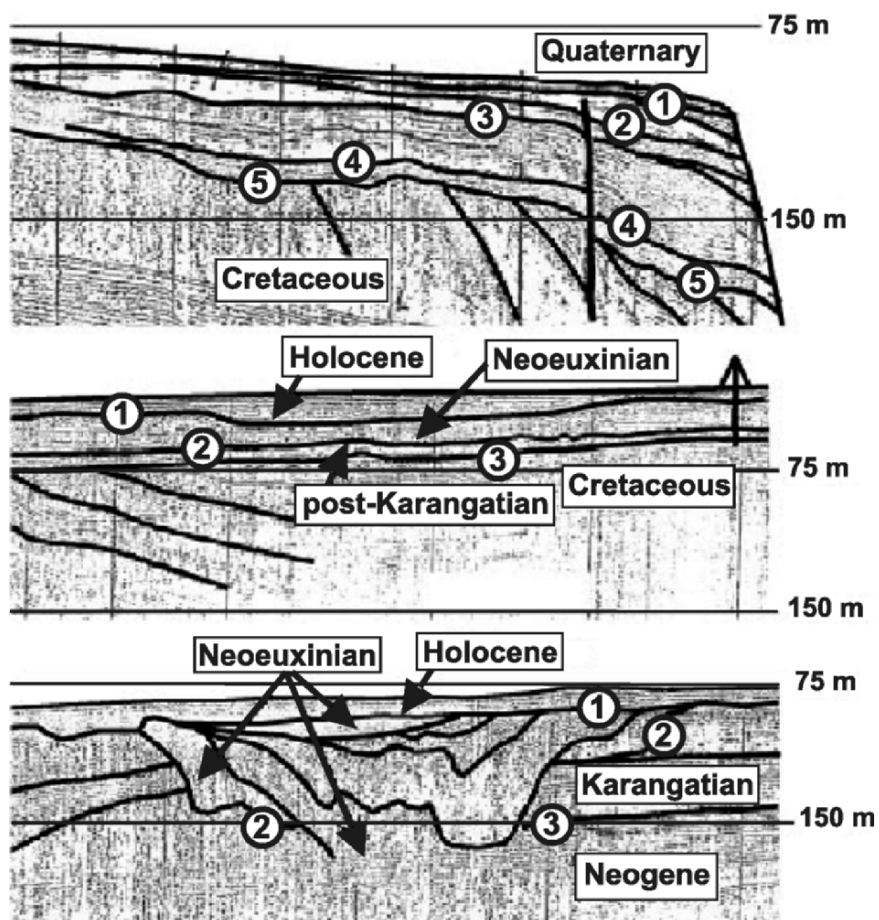 75 m
Quaternary
1
2
3
4
5
150 m
4
Cretaceous
5
Holocene
Neoeuxinian
1
2
3
75 m
Cretaceous
post-Karangatian
150 m
Neoeuxinian
Holocene
75 m
1
2
Karangatian
2
3
150 m
Neogene